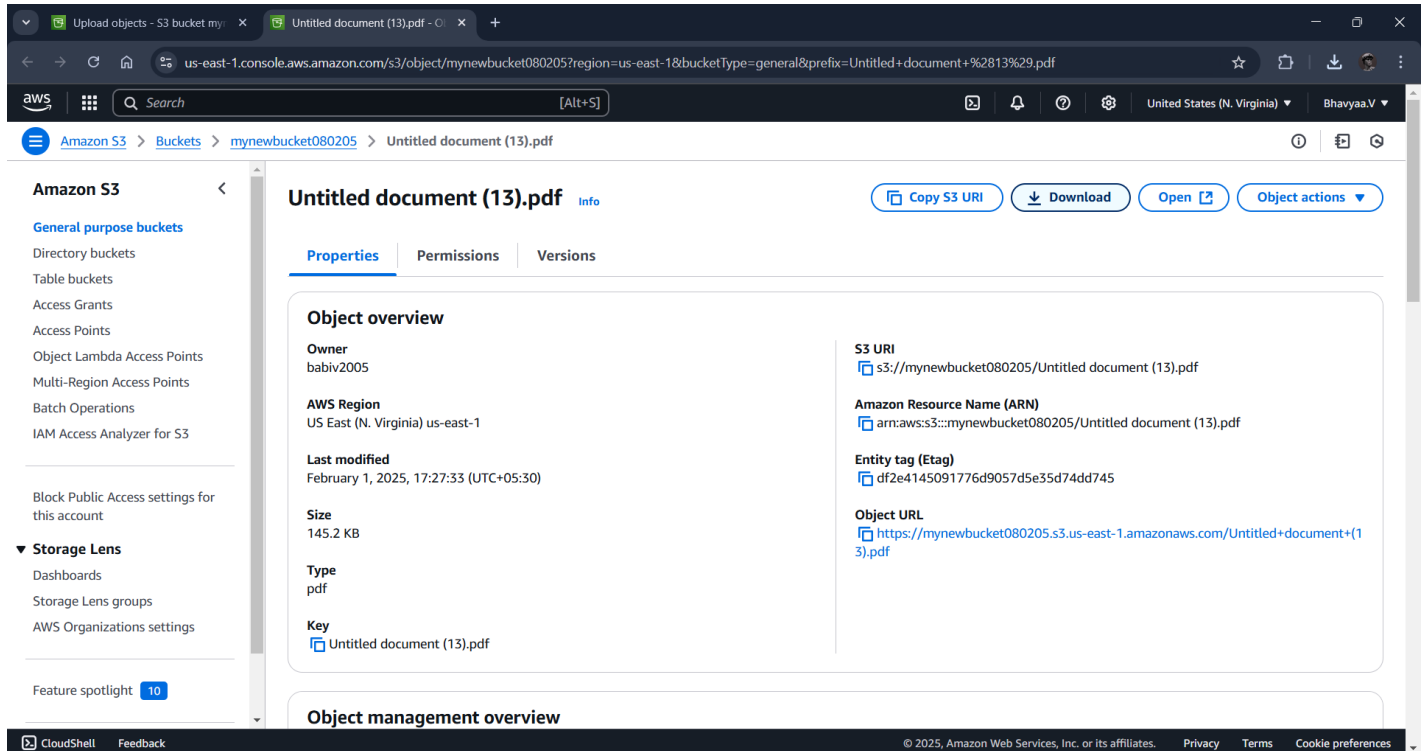 Upload objects - S3 bucket myn
Untitled document (13).pdf - O
us-east-1.console.aws.amazon.com/s3/object/mynewbucket080205?region=us-east-1&bucketType=general&prefix=Untitled+document+%2813%29.pdf
aws Search [Alt+S] United States (N. Virginia) ▼ Bhavyaa.V ▼
Amazon S3 > Buckets > mynewbucket080205 > Untitled document (13).pdf
Amazon S3
General purpose buckets
Directory buckets
Table buckets
Access Grants
Access Points
Object Lambda Access Points
Multi-Region Access Points
Batch Operations
IAM Access Analyzer for S3
Block Public Access settings for
this account
▼ Storage Lens
Dashboards
Storage Lens groups
AWS Organizations settings
Feature spotlight 10
Untitled document (13).pdf Info
Copy S3 URI Download Open Object actions ▼
Properties Permissions Versions
Object overview
Owner
babiv2005
AWS Region
US East (N. Virginia) us-east-1
Last modified
February 1, 2025, 17:27:33 (UTC+05:30)
Size
145.2 KB
Type
pdf
Key
Untitled document (13).pdf
S3 URI
s3://mynewbucket080205/Untitled document (13).pdf
Amazon Resource Name (ARN)
arn:aws:s3:::mynewbucket080205/Untitled document (13).pdf
Entity tag (Etag)
df2e4145091776d9057d5e35d74dd745
Object URL
https://mynewbucket080205.s3.us-east-1.amazonaws.com/Untitled+document+(1
3).pdf
Object management overview
CloudShell Feedback © 2025, Amazon Web Services, Inc. or its affiliates. Privacy Terms Cookie preferences